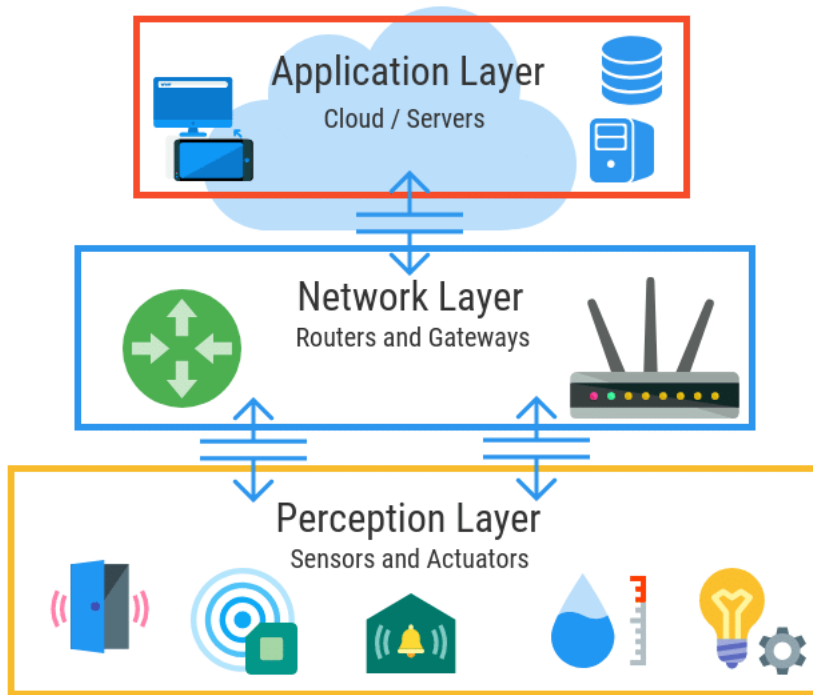 Application Layer
Cloud / Servers
Network Layer
Routers and Gateways
Perception Layer
Sensors and Actuators